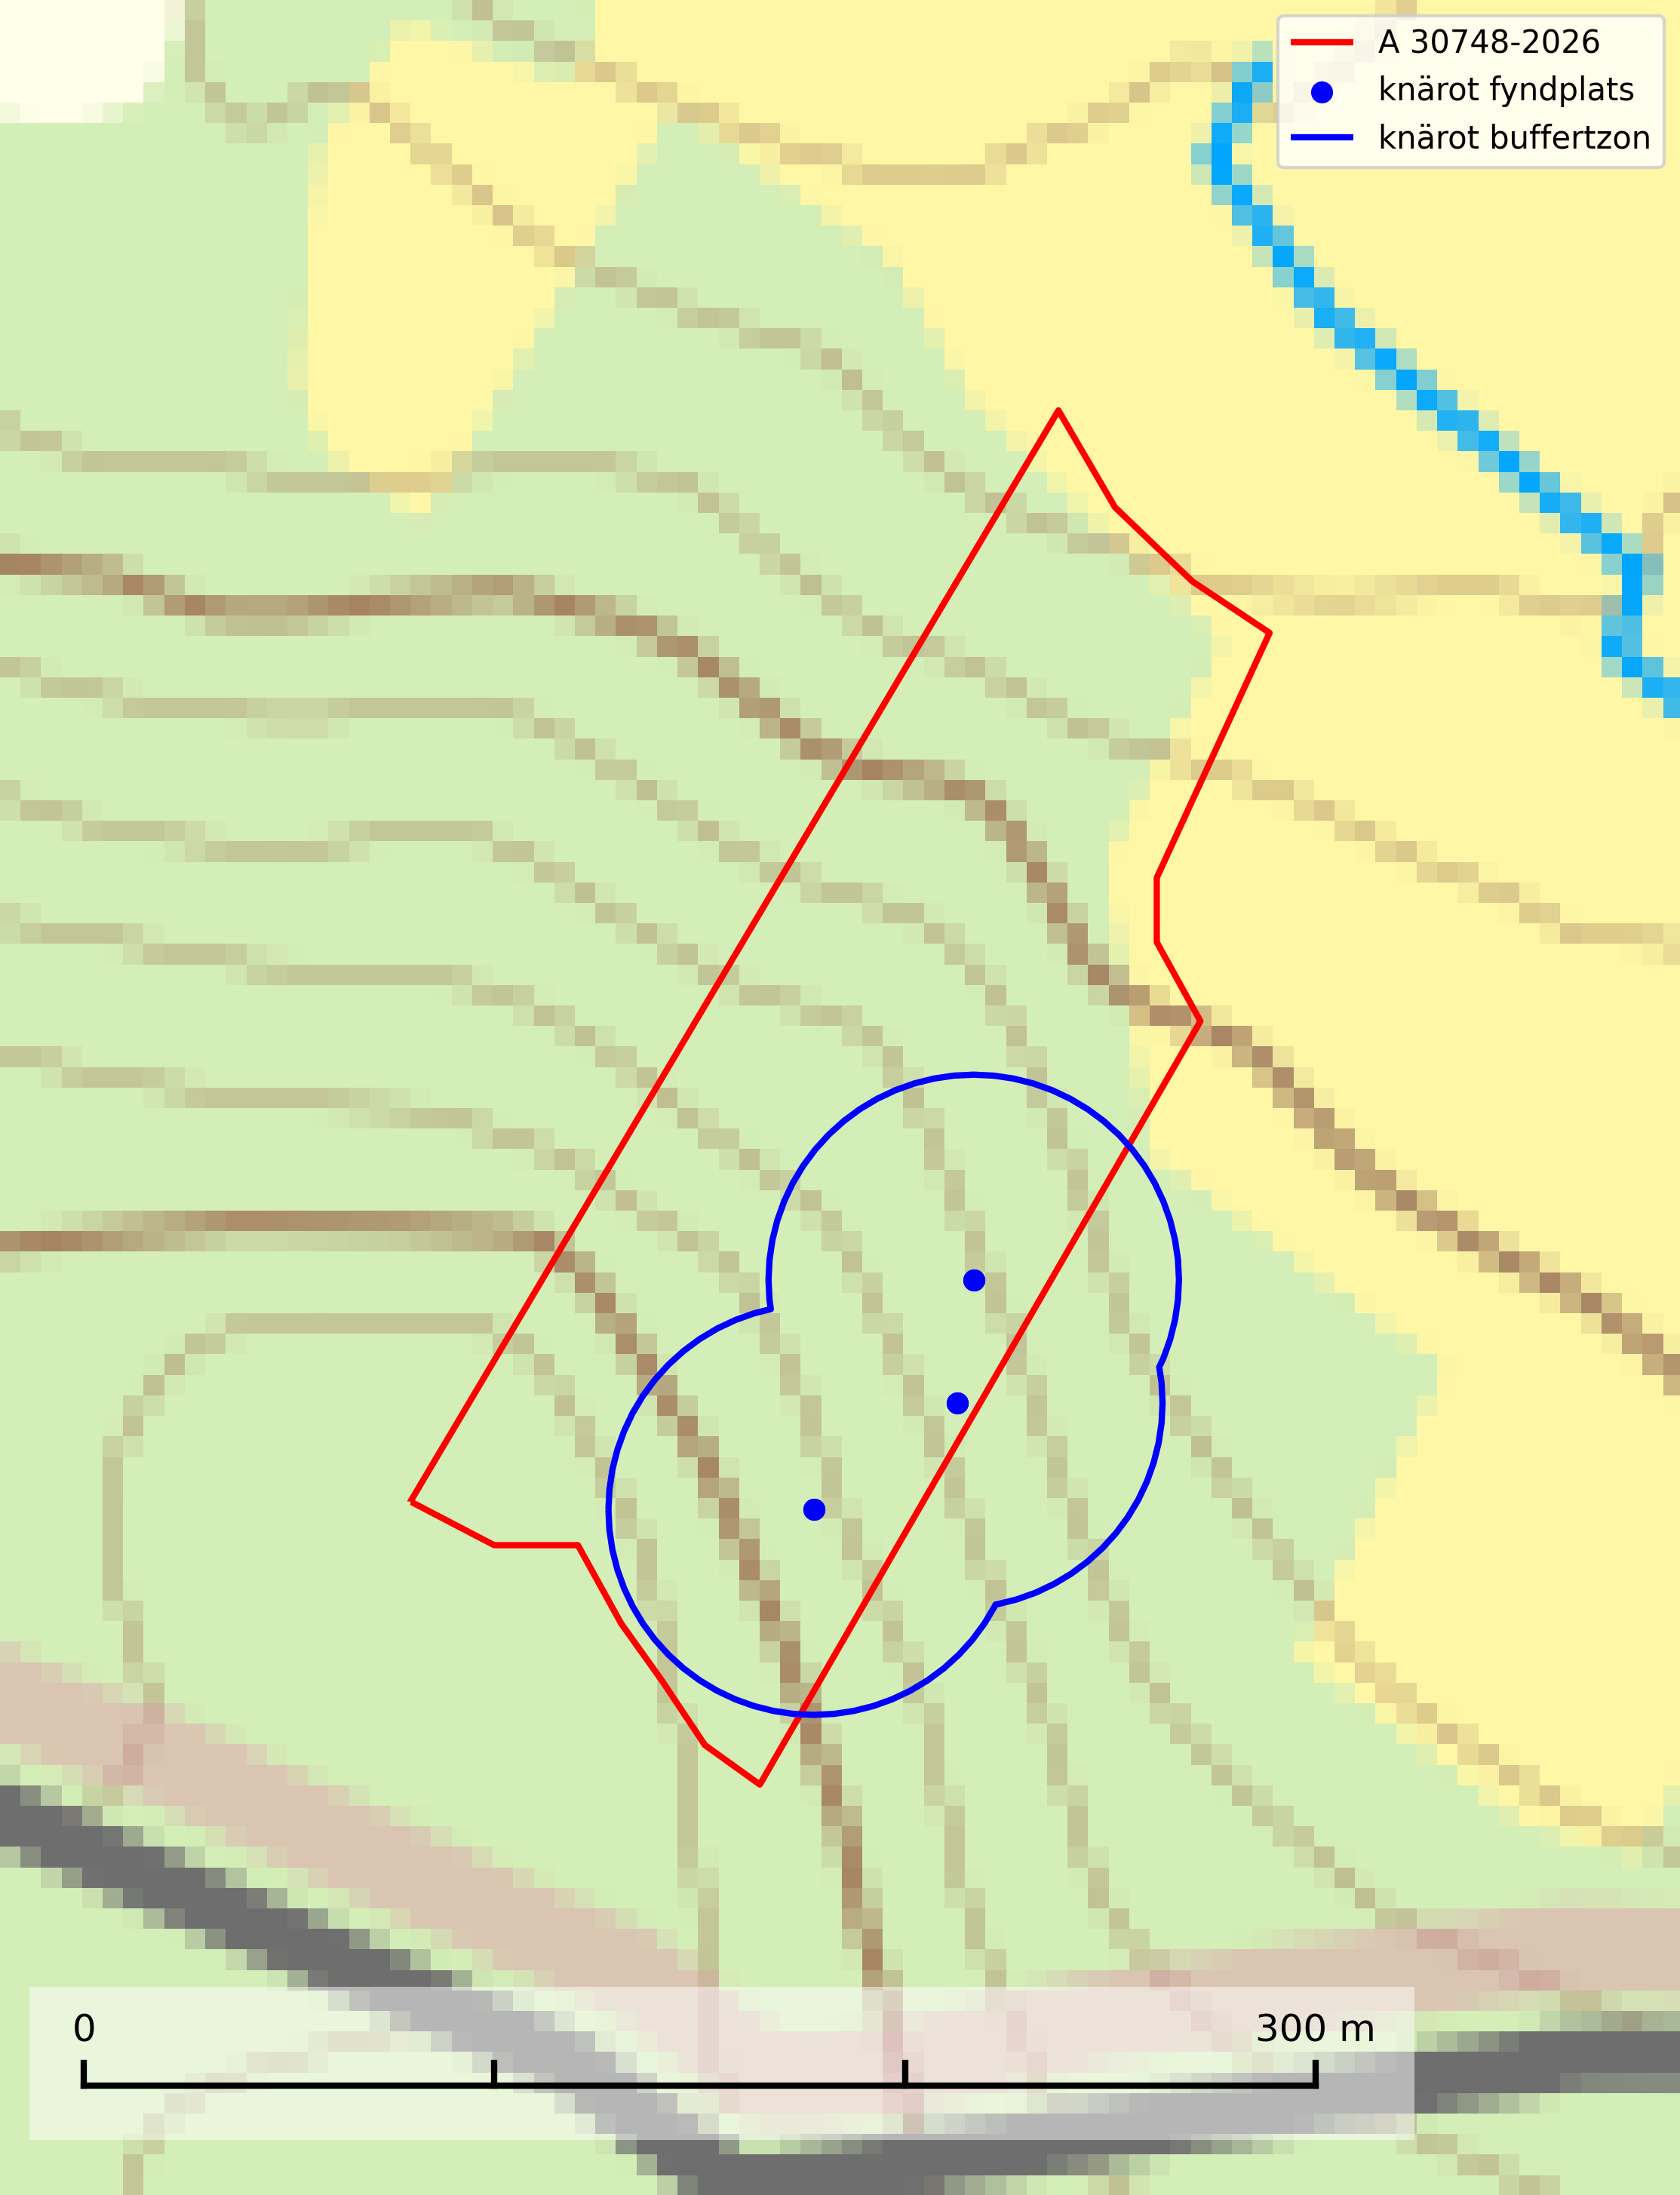 A 30748-2026
knärot fyndplats
knärot buffertzon
0
300 m